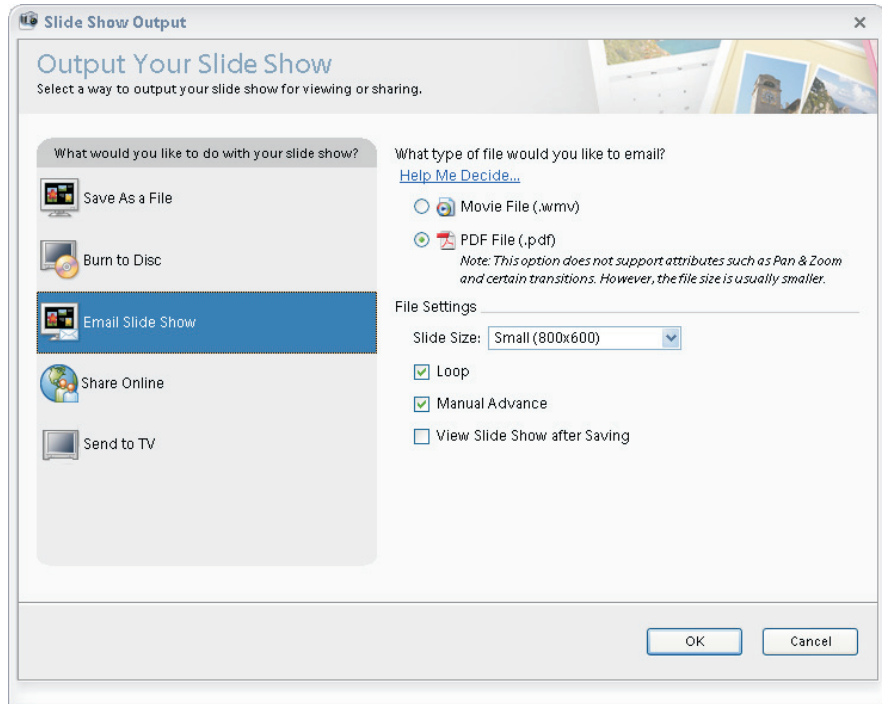 Slide Show Output
Output Your Slide Show
Select a way to output your slide show for viewing or sharing.
What would you like to do with your slide show?
Save As a File
Burn to Disc
Email Slide Show
Share Online
Send to TV
What type of file would you like to email?
Help Me Decide...
Movie File (.wmv)
PDF File (.pdf)
Note: This option does not support attributes such as Pan & Zoom
and certain transitions. However, the file size is usually smaller.
File Settings
Slide Size: Small (800x600)
Loop
Manual Advance
View Slide Show after Saving
OK
Cancel